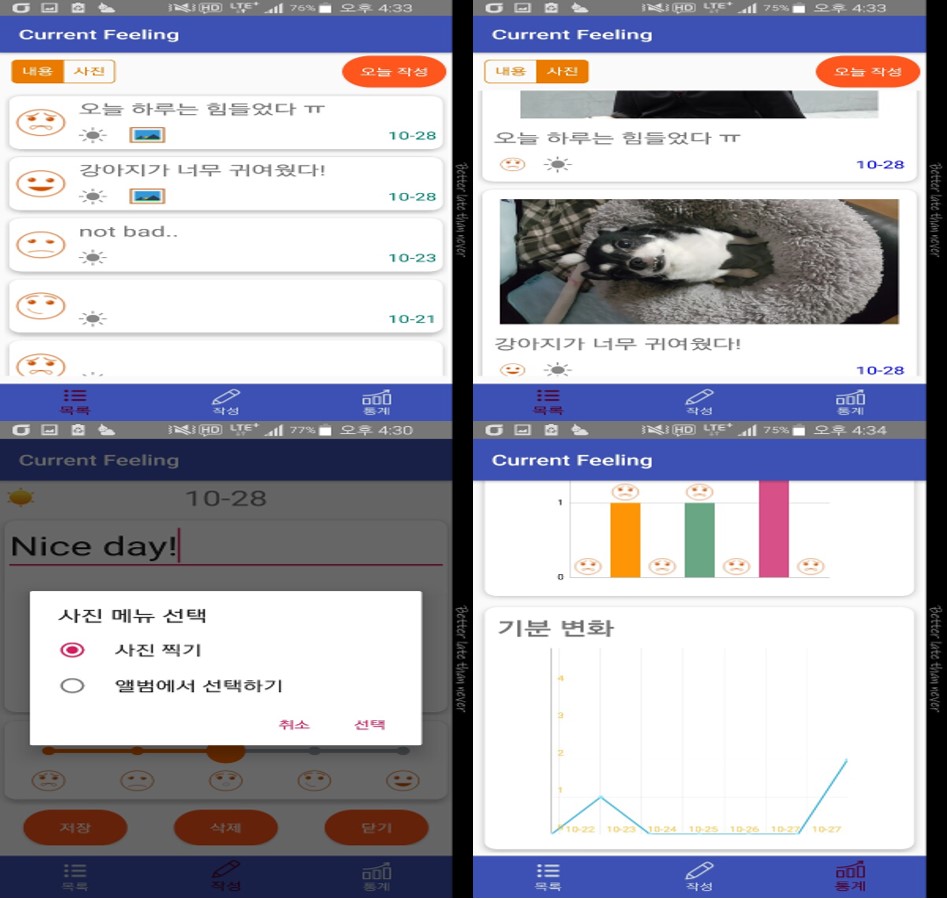 HD LTE+ 76% 오후 4:33
Current Feeling
내용 사진 오늘 작성
오늘 하루는 힘들었다 ㅠ
10-28
강아지가 너무 귀여웠다!
10-28
not bad..
10-23
10-21
목록 작성 통계
Better late than never
HD LTE+ 75% 오후 4:33
Current Feeling
내용 사진 오늘 작성
오늘 하루는 힘들었다 ㅠ
10-28
강아지가 너무 귀여웠다!
10-28
목록 작성 통계
Better late than never
HD LTE+ 77% 오후 4:30
Current Feeling
10-28
Nice day!
사진 메뉴 선택
사진 찍기
앨범에서 선택하기
취소 선택
저장 삭제 닫기
목록 작성 통계
Better late than never
HD LTE+ 75% 오후 4:34
Current Feeling
1
0
기분 변화
4
3
2
1
10-22 10-23 10-24 10-25 10-26 10-27 10-27
목록 작성 통계
Better late than never